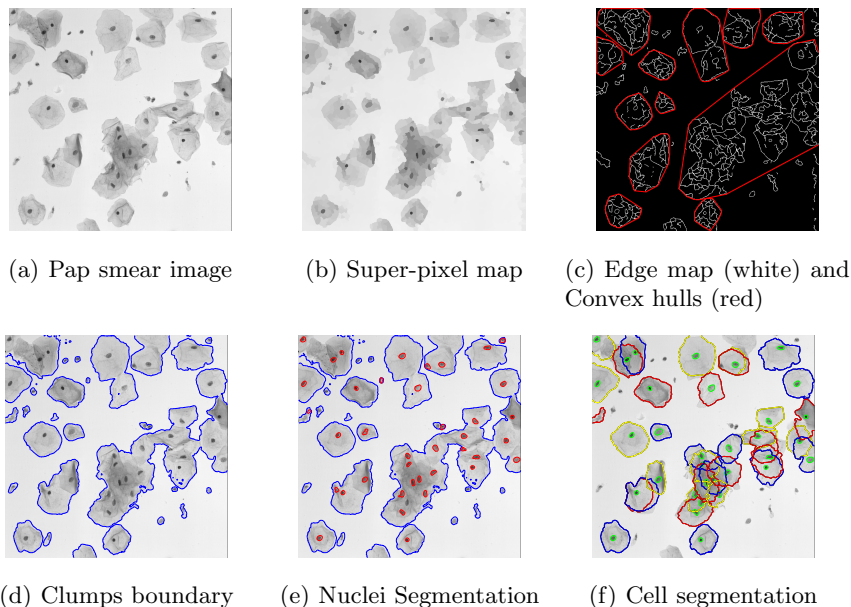 (a) Pap smear image
(b) Super-pixel map
(c) Edge map (white) and
Convex hulls (red)
(d) Clumps boundary
(e) Nuclei Segmentation
(f) Cell segmentation